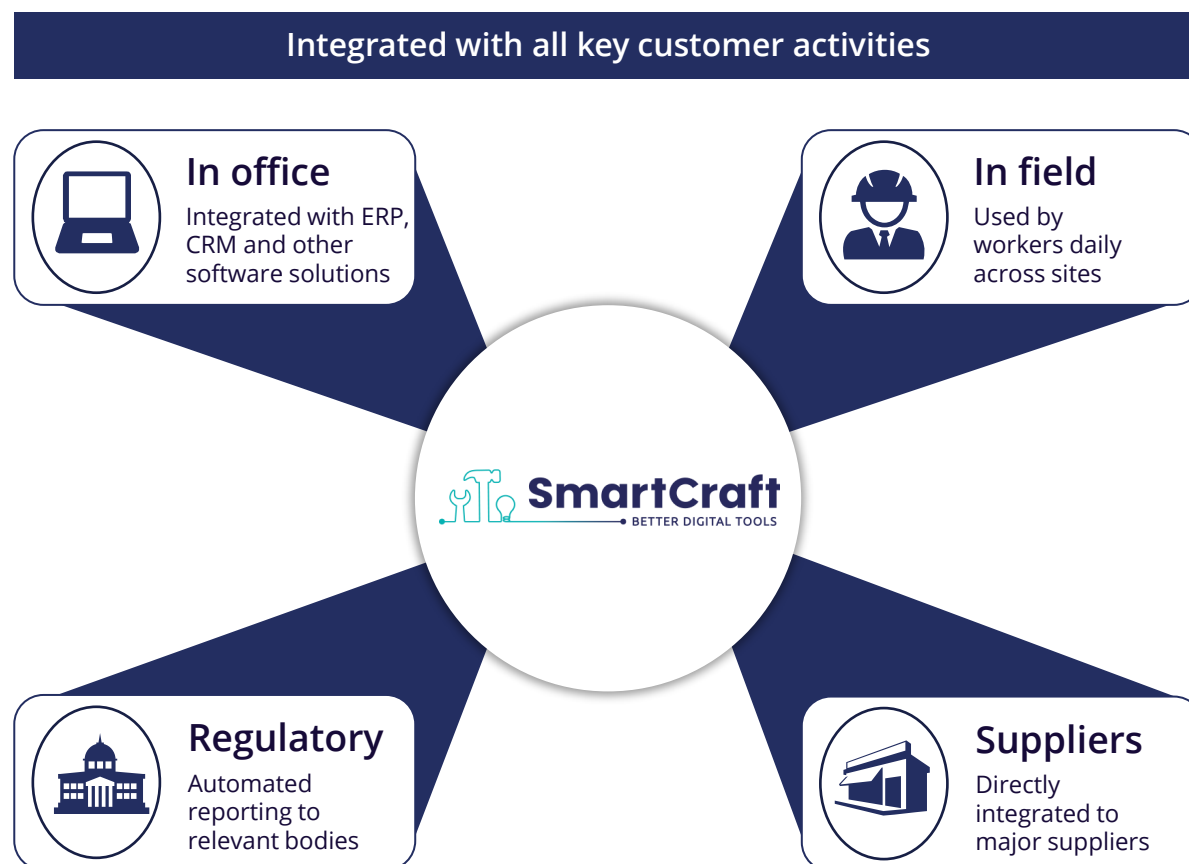 Integrated with all key customer activities
In office
Integrated with ERP,
CRM and other
software solutions
In field
Used by
workers daily
across sites
SmartCraft
BETTER DIGITAL TOOLS
Regulatory
Automated
reporting to
relevant bodies
Suppliers
Directly
integrated to
major suppliers